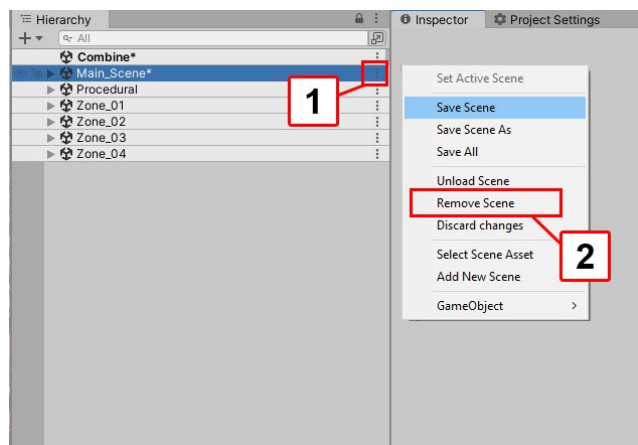 Hierarchy
All
Combine*
Main_Scene*
Procedural
Zone_01
Zone_02
Zone_03
Zone_04
1
Inspector
Project Settings
Set Active Scene
Save Scene
Save Scene As
Save All
Unload Scene
Remove Scene
Discard changes
Select Scene Asset
Add New Scene
GameObject
2